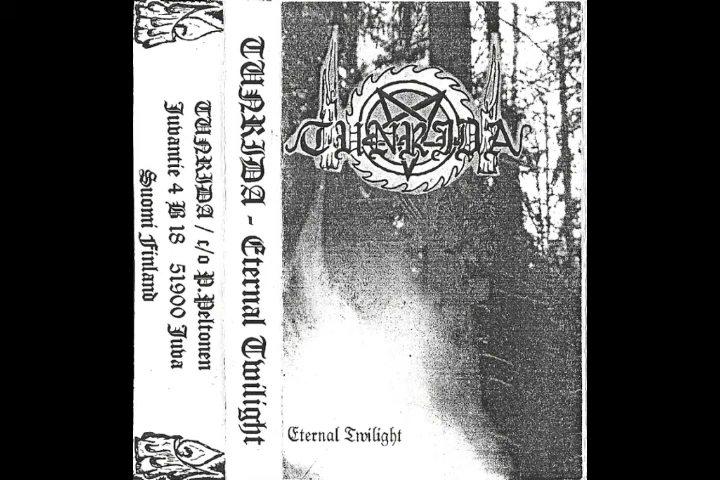 TUNRIDA / c/o P.Peltonen
Juvantie 4 B 18   51900 Juva
Suomi Finland
TUNRIDA - Eternal Twilight
TUNRIDA
Eternal Twilight